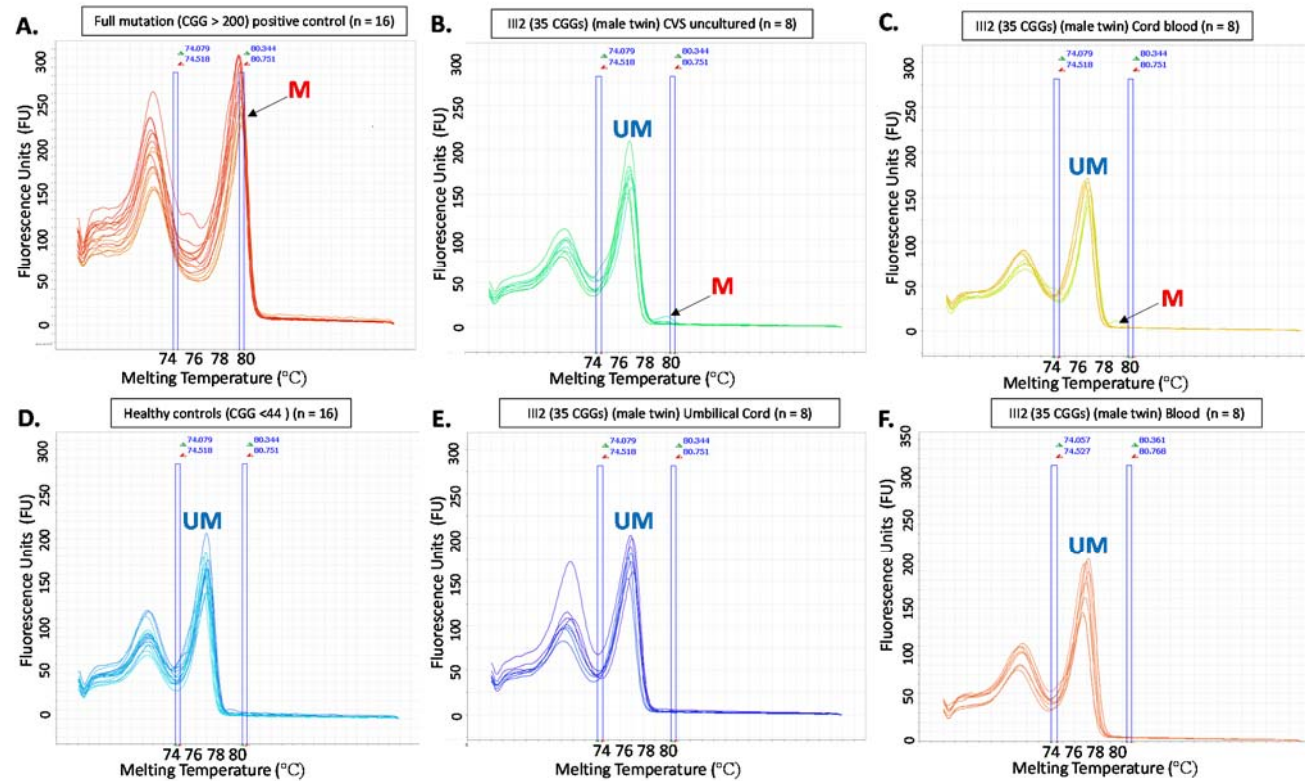 A.
Full mutation (CGG > 200) positive control (n = 16)
74.079
74.518
80.344
80.751
M
Fluorescence Units (FU)
300
250
200
150
100
50
0
74 76 78 80
Melting Temperature (°C)
B.
III2 (35 CGGs) (male twin) CVS uncultured (n = 8)
74.079
74.518
80.344
80.751
UM
M
Fluorescence Units (FU)
300
250
200
150
100
50
0
74 76 78 80
Melting Temperature (°C)
C.
III2 (35 CGGs) (male twin) Cord blood (n = 8)
74.079
74.518
80.344
80.751
UM
M
Fluorescence Units (FU)
300
250
200
150
100
50
0
74 76 78 80
Melting Temperature (°C)
D.
Healthy controls (CGG <44 ) (n = 16)
74.079
74.518
80.344
80.751
UM
Fluorescence Units (FU)
300
250
200
150
100
50
0
74 76 78 80
Melting Temperature (°C)
E.
III2 (35 CGGs) (male twin) Umbilical Cord (n = 8)
74.079
74.518
80.344
80.751
UM
Fluorescence Units (FU)
300
250
200
150
100
50
0
74 76 78 80
Melting Temperature (°C)
F.
III2 (35 CGGs) (male twin) Blood (n = 8)
74.057
74.527
80.361
80.768
UM
Fluorescence Units (FU)
350
300
250
200
150
100
50
0
74 76 78 80
Melting Temperature (°C)